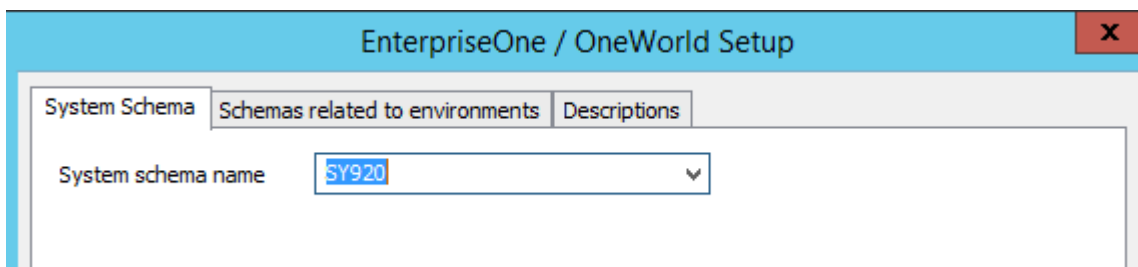 EnterpriseOne / OneWorld Setup
x
System Schema Schemas related to environments Descriptions
System schema name SY920